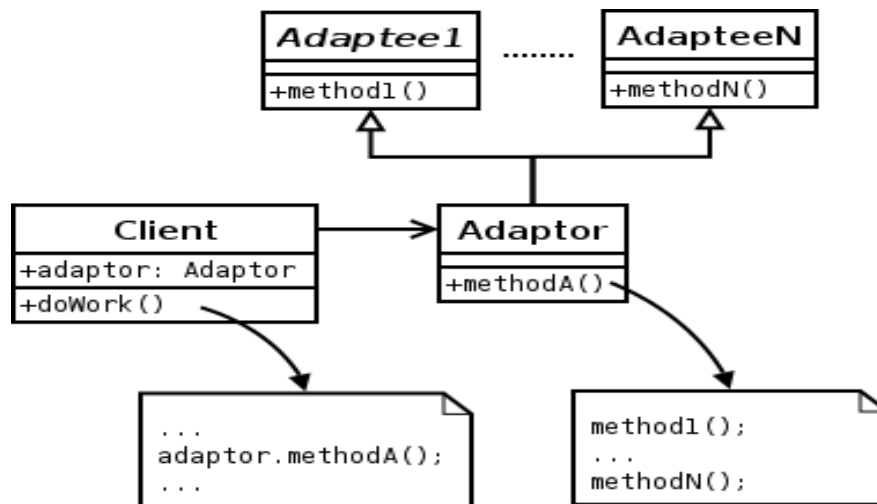 Adaptee1
........
AdapteeN
+method1()
+methodN()
Client
Adaptor
+adaptor: Adaptor
+methodA()
+doWork()
...
adaptor.methodA();
...
method1();
...
methodN();